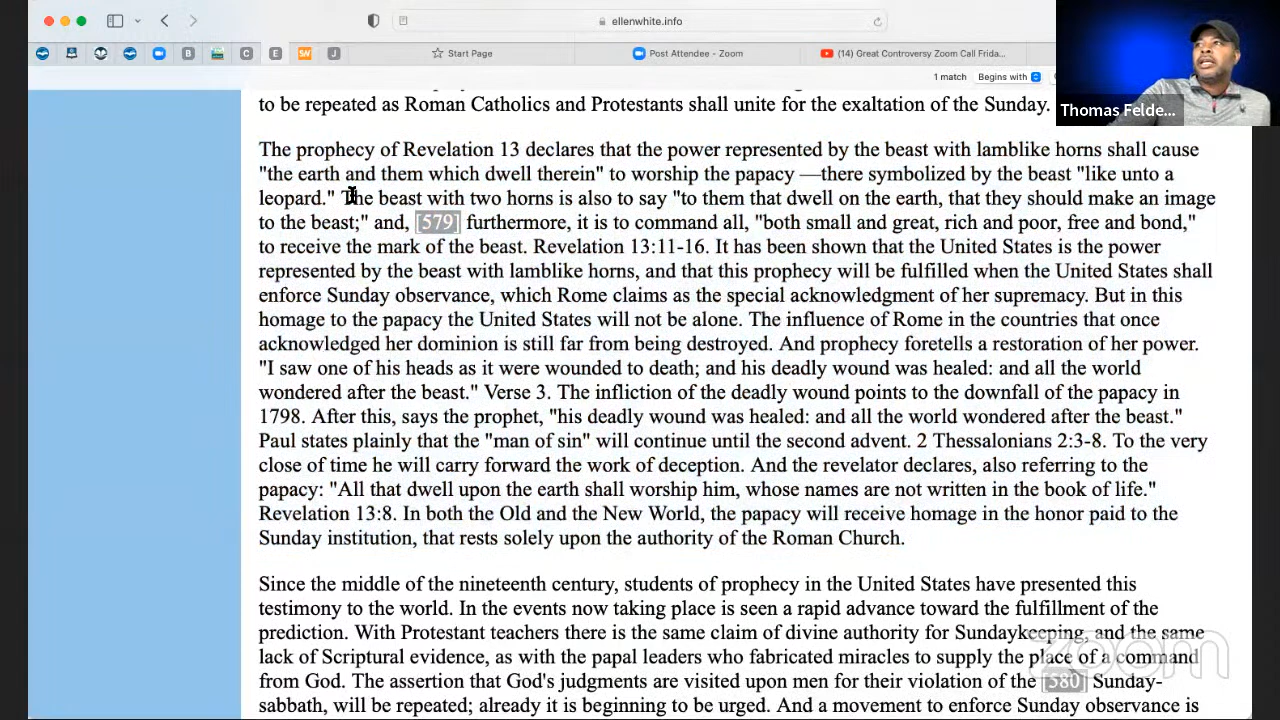 ellenwhite.info
B
C
E
SW
J
Start Page
Post Attendee - Zoom
(14) Great Controversy Zoom Call Frida...
1 match
Begins with
Thomas Felde...
to be repeated as Roman Catholics and Protestants shall unite for the exaltation of the Sunday.
The prophecy of Revelation 13 declares that the power represented by the beast with lamblike horns shall cause
"the earth and them which dwell therein" to worship the papacy —there symbolized by the beast "like unto a
leopard." The beast with two horns is also to say "to them that dwell on the earth, that they should make an image
to the beast;" and, [579] furthermore, it is to command all, "both small and great, rich and poor, free and bond,"
to receive the mark of the beast. Revelation 13:11-16. It has been shown that the United States is the power
represented by the beast with lamblike horns, and that this prophecy will be fulfilled when the United States shall
enforce Sunday observance, which Rome claims as the special acknowledgment of her supremacy. But in this
homage to the papacy the United States will not be alone. The influence of Rome in the countries that once
acknowledged her dominion is still far from being destroyed. And prophecy foretells a restoration of her power.
"I saw one of his heads as it were wounded to death; and his deadly wound was healed: and all the world
wondered after the beast." Verse 3. The infliction of the deadly wound points to the downfall of the papacy in
1798. After this, says the prophet, "his deadly wound was healed: and all the world wondered after the beast."
Paul states plainly that the "man of sin" will continue until the second advent. 2 Thessalonians 2:3-8. To the very
close of time he will carry forward the work of deception. And the revelator declares, also referring to the
papacy: "All that dwell upon the earth shall worship him, whose names are not written in the book of life."
Revelation 13:8. In both the Old and the New World, the papacy will receive homage in the honor paid to the
Sunday institution, that rests solely upon the authority of the Roman Church.
Since the middle of the nineteenth century, students of prophecy in the United States have presented this
testimony to the world. In the events now taking place is seen a rapid advance toward the fulfillment of the
prediction. With Protestant teachers there is the same claim of divine authority for Sundaykeeping, and the same
lack of Scriptural evidence, as with the papal leaders who fabricated miracles to supply the place of a command
from God. The assertion that God's judgments are visited upon men for their violation of the [580] Sunday-
sabbath, will be repeated; already it is beginning to be urged. And a movement to enforce Sunday observance is
zoom